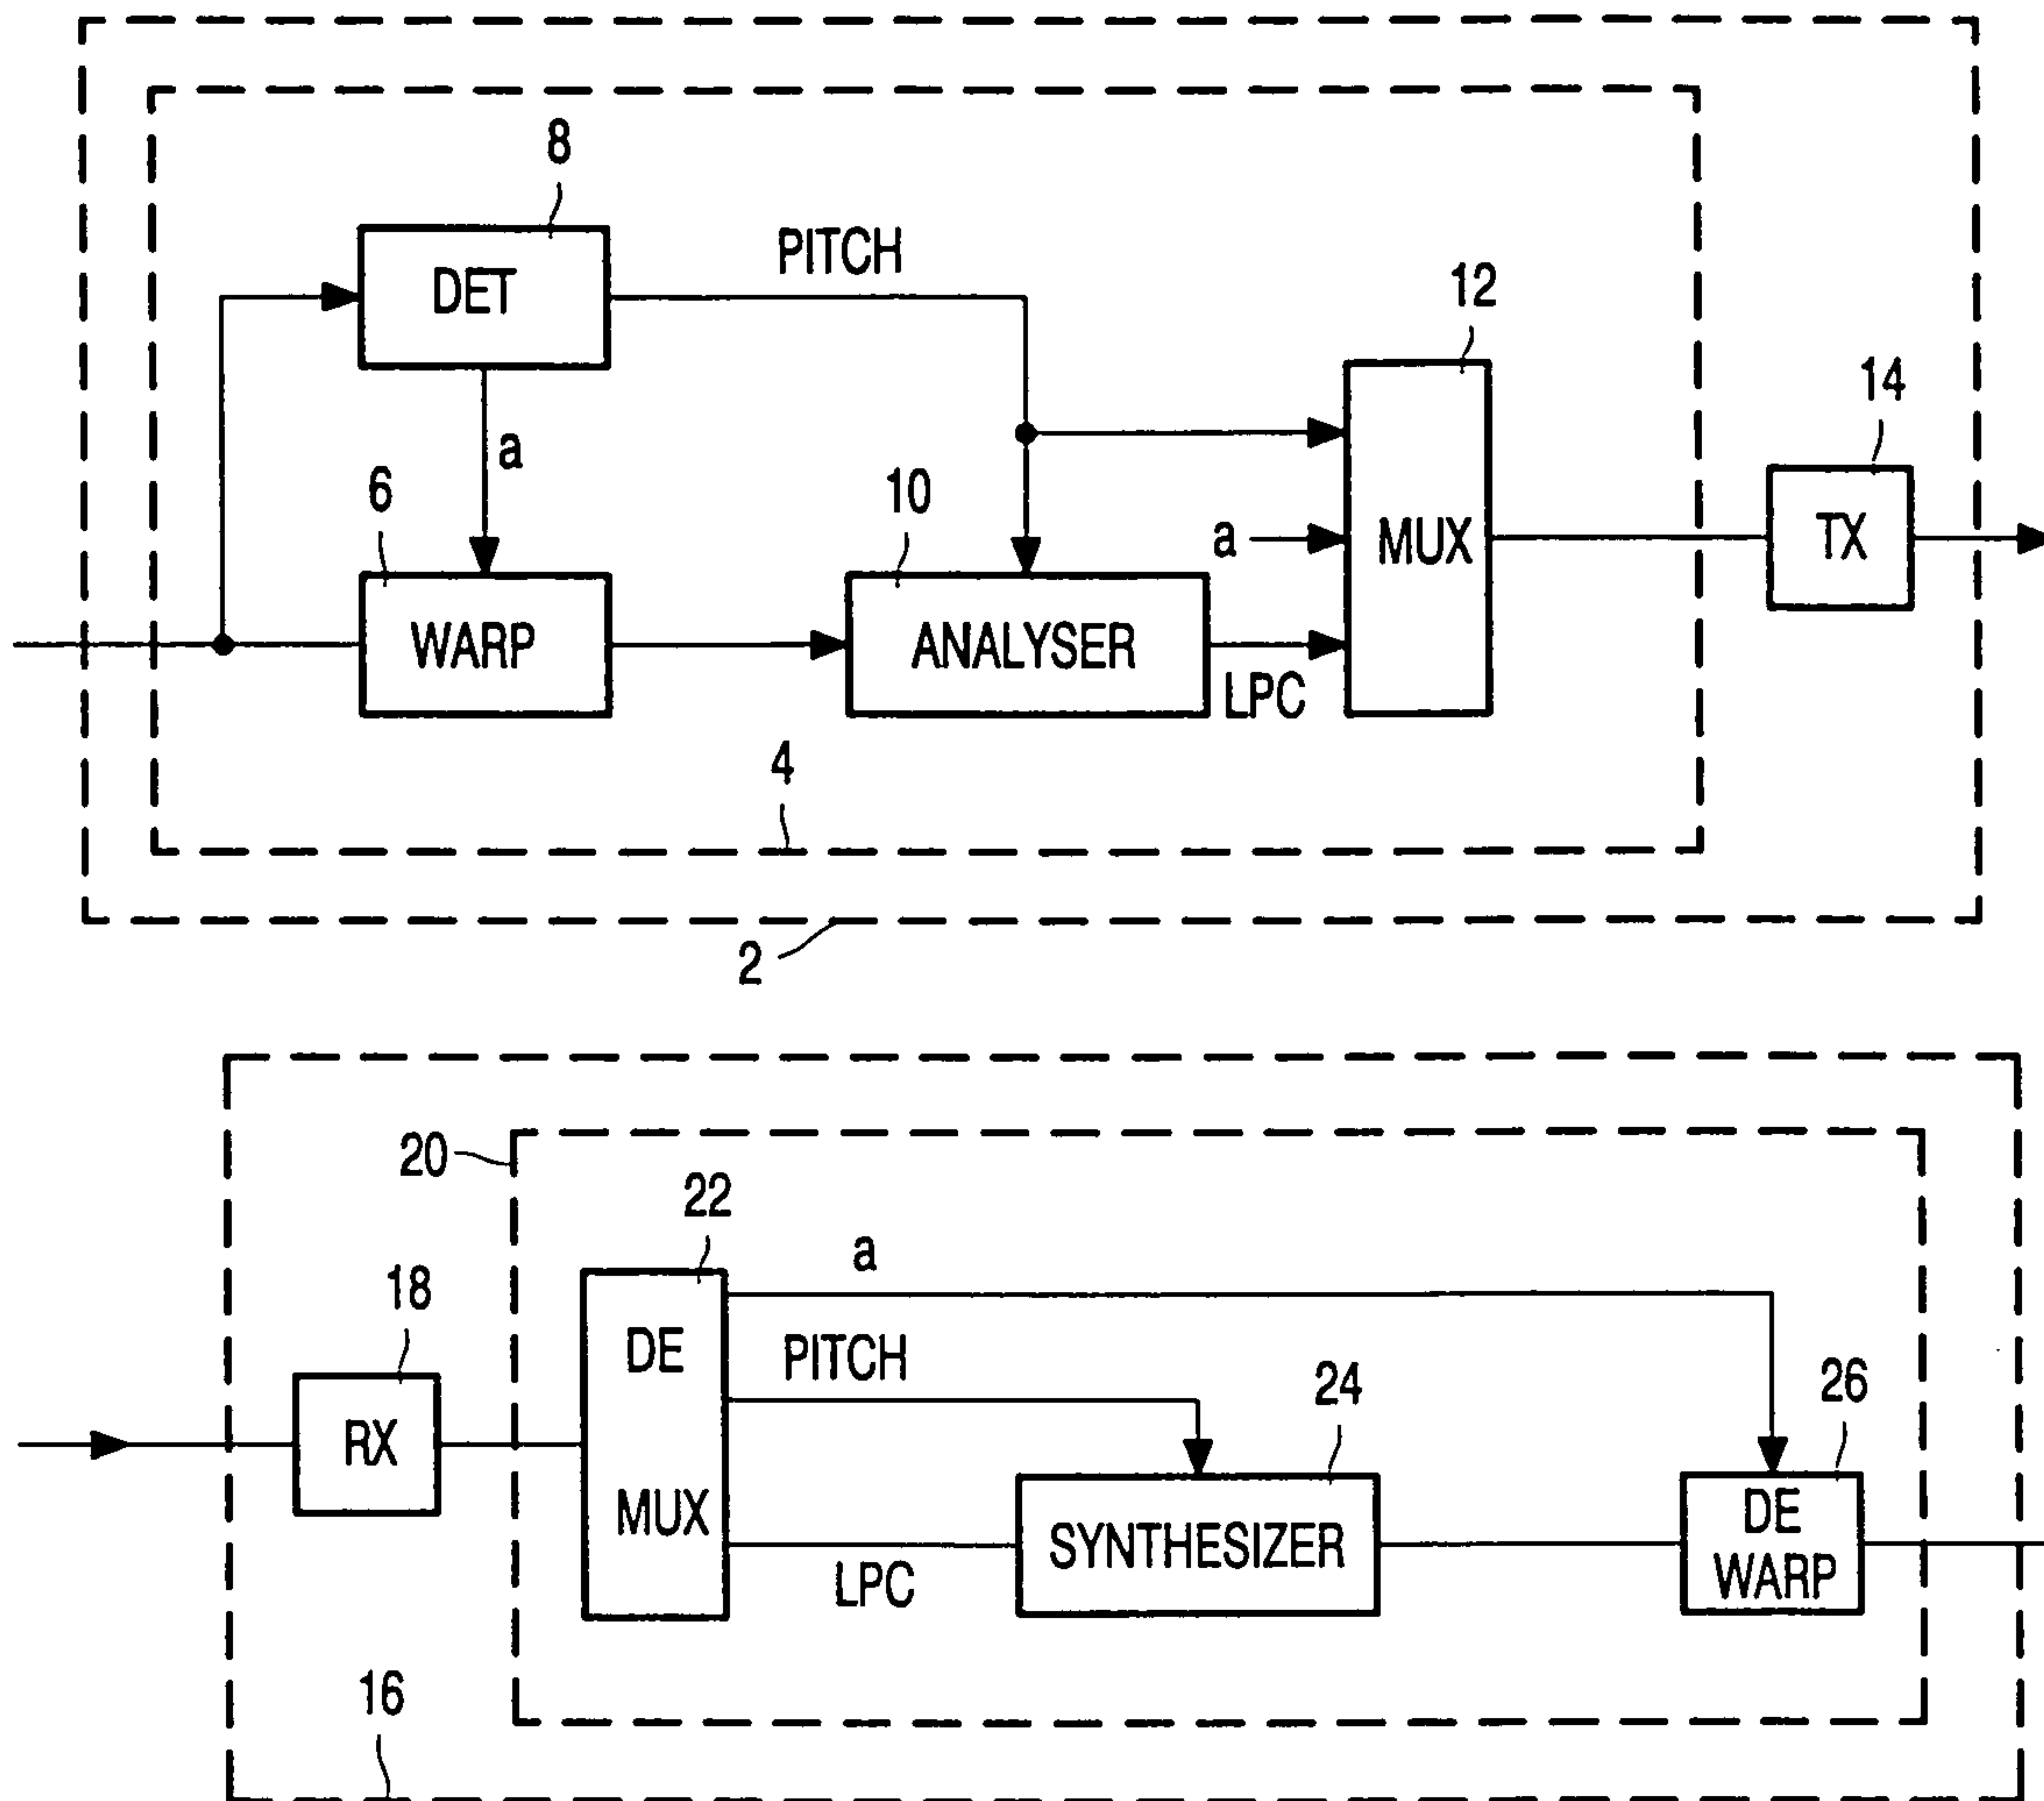 8
DET
PITCH
12
14
a
6
10
a
MUX
TX
WARP
ANALYSER
LPC
4
2
20
22
a
18
DE
PITCH
24
26
RX
MUX
DE
SYNTHESIZER
WARP
LPC
16